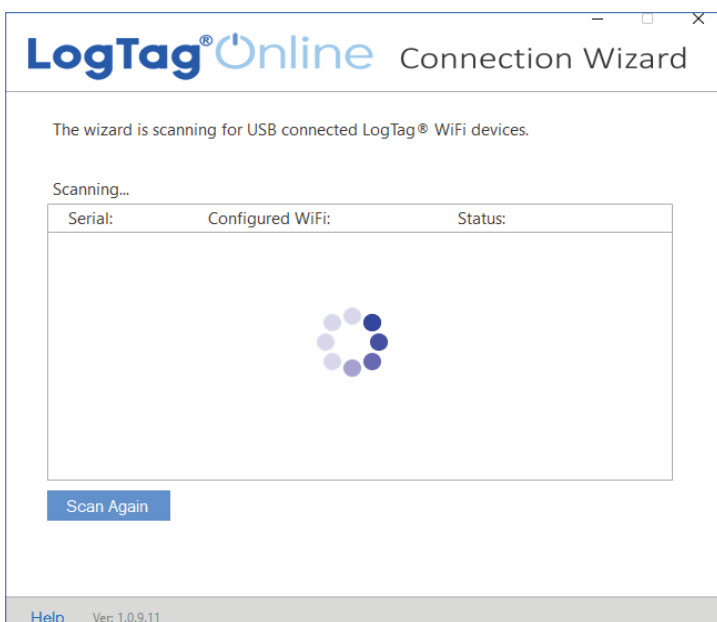 LogTag® Online Connection Wizard
The wizard is scanning for USB connected LogTag® WiFi devices.
Scanning...
Serial: Configured WiFi: Status:
Scan Again
Help Ver: 1.0.9.11